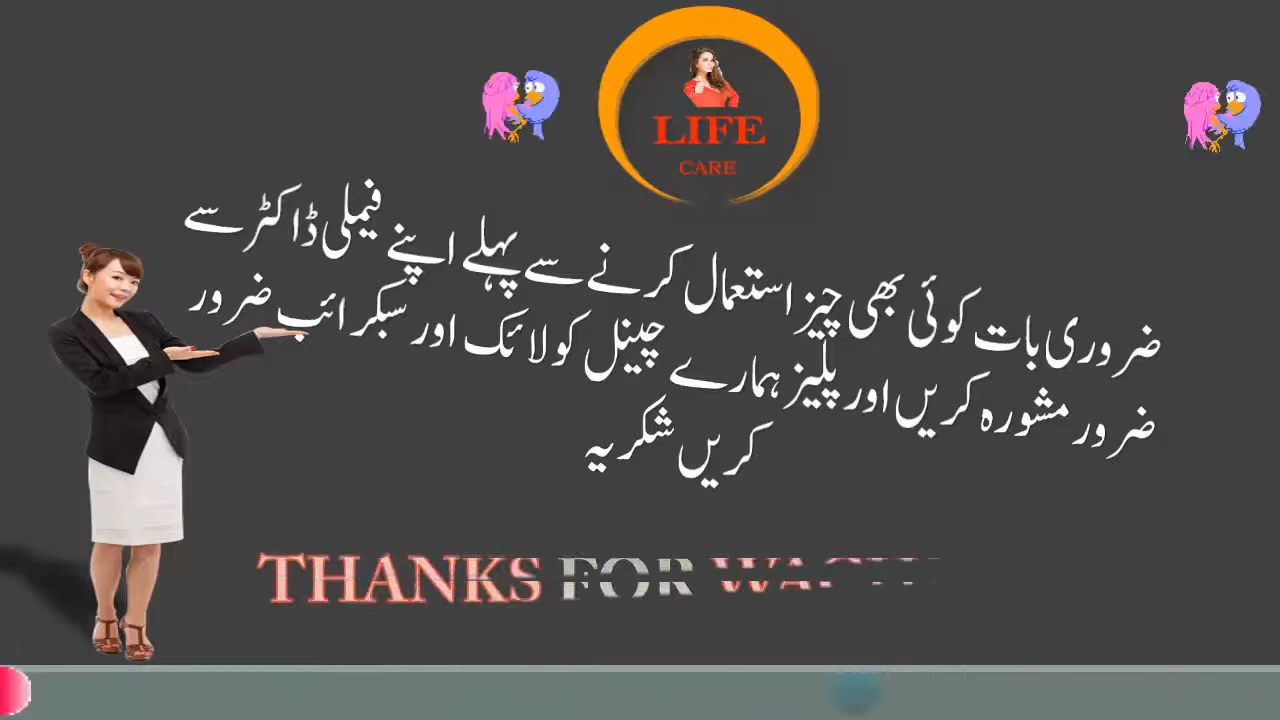 LIFE
CARE
ضروری بات کوئی بھی چیز استعمال کرنے سے پہلے اپنے فیملی ڈاکٹر سے
ضرور مشورہ کریں اور پلیز ہمارے چینل کو لائک اور سبکرائب ضرور
کریں شکریہ
THANKS FOR